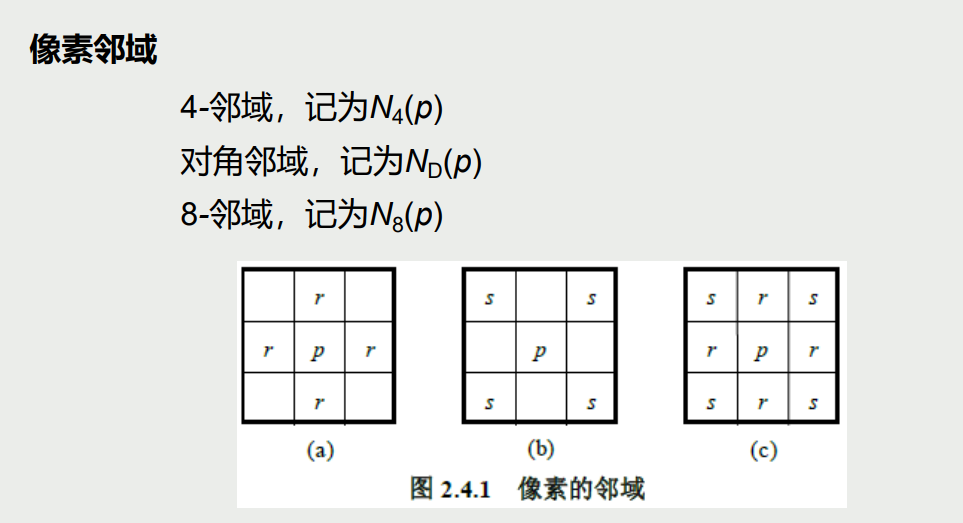 像素邻域
4-邻域，记为N4(p)
对角邻域，记为ND(p)
8-邻域，记为N8(p)
r s s s r s
r p r p r p r
r s s s r s
(a) (b) (c)
图 2.4.1 像素的邻域